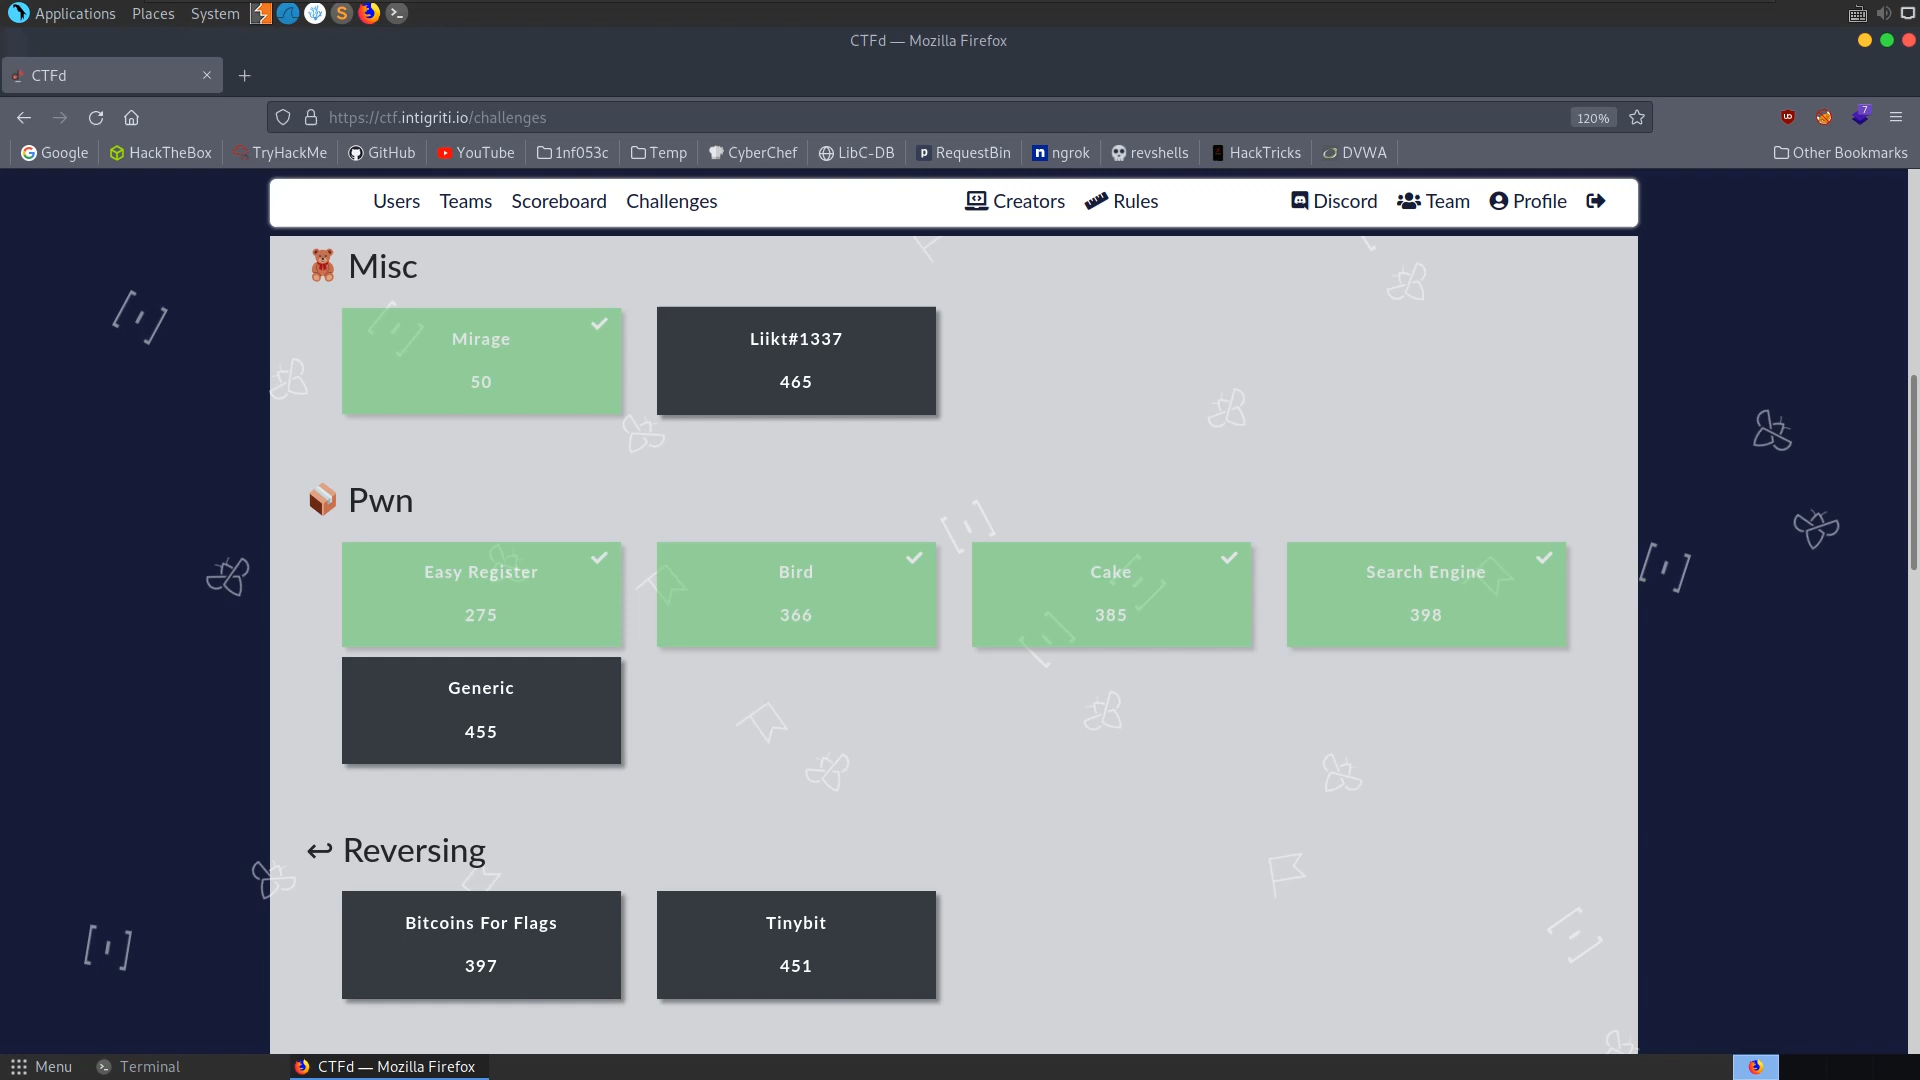 Applications Places System
CTFd — Mozilla Firefox
CTFd
https://ctf.intigriti.io/challenges 120% 7
Google HackTheBox TryHackMe GitHub YouTube 1nf053c Temp CyberChef LibC-DB RequestBin ngrok revshells HackTricks DVWA Other Bookmarks
Users Teams Scoreboard Challenges Creators Rules Discord Team Profile
Misc
Mirage Liikt#1337
50 465
Pwn
Easy Register Bird Cake Search Engine
275 366 385 398
Generic
455
Reversing
Bitcoins For Flags Tinybit
397 451
Menu Terminal CTFd — Mozilla Firefox